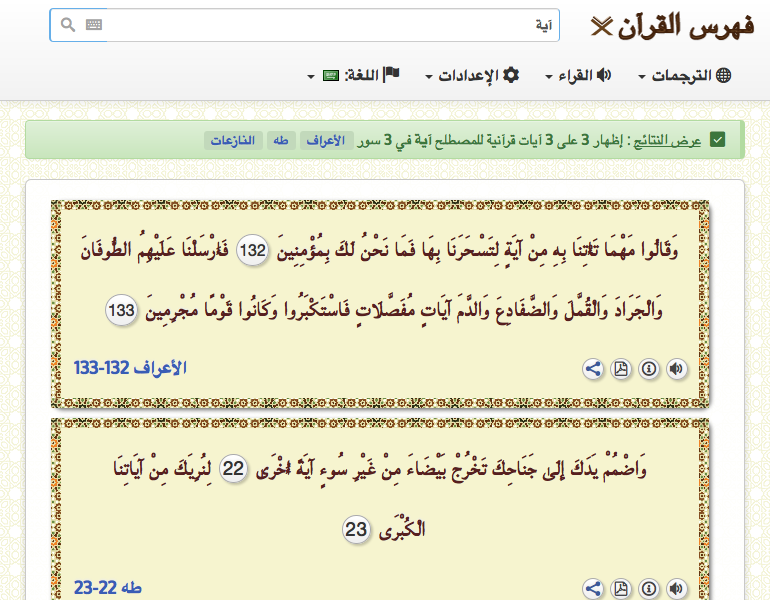 فهرس القرآن
آية
الترجمات
القراء
الإعدادات
اللغة:
عرض النتائج : إظهار 3 على 3 آيات قرآنية للمصطلح آية في 3 سور الأعراف طه النازعات
وَقَالُوا مَهْمَا تَأْتِنَا بِهِ مِنْ آيَةٍ لِتَسْحَرَنَا بِهَا فَمَا نَحْنُ لَكَ بِمُؤْمِنِينَ 132 فَأَرْسَلْنَا عَلَيْهِمُ الطُّوفَانَ
وَالْجَرَادَ وَالْقُمَّلَ وَالضَّفَادِعَ وَالدَّمَ آيَاتٍ مُفَصَّلَاتٍ فَاسْتَكْبَرُوا وَكَانُوا قَوْمًا مُجْرِمِينَ 133
الأعراف 132-133
وَاضْمُمْ يَدَكَ إِلَىٰ جَنَاحِكَ تَخْرُجْ بَيْضَاءَ مِنْ غَيْرِ سُوءٍ آيَةً أُخْرَىٰ 22 لِنُرِيَكَ مِنْ آيَاتِنَا
الْكُبْرَى 23
طه 22-23